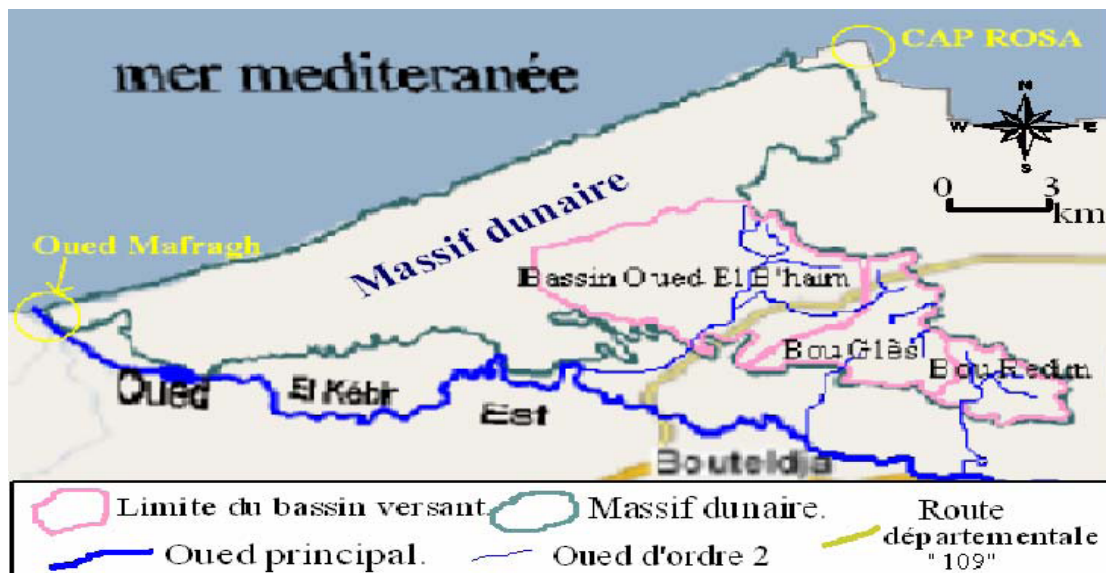 CAP ROSA
mer mediteranée
N
W E
S
0 3
km
Massif dunaire
Oued Mafragh
Bassin Oued El B'haim
Bou Glès
Bou Redim
Oued El Kébir Est
Bouteldja
Limite du bassin versant.
Massif dunaire.
Route
départementale
"109"
Oued principal.
Oued d'ordre 2